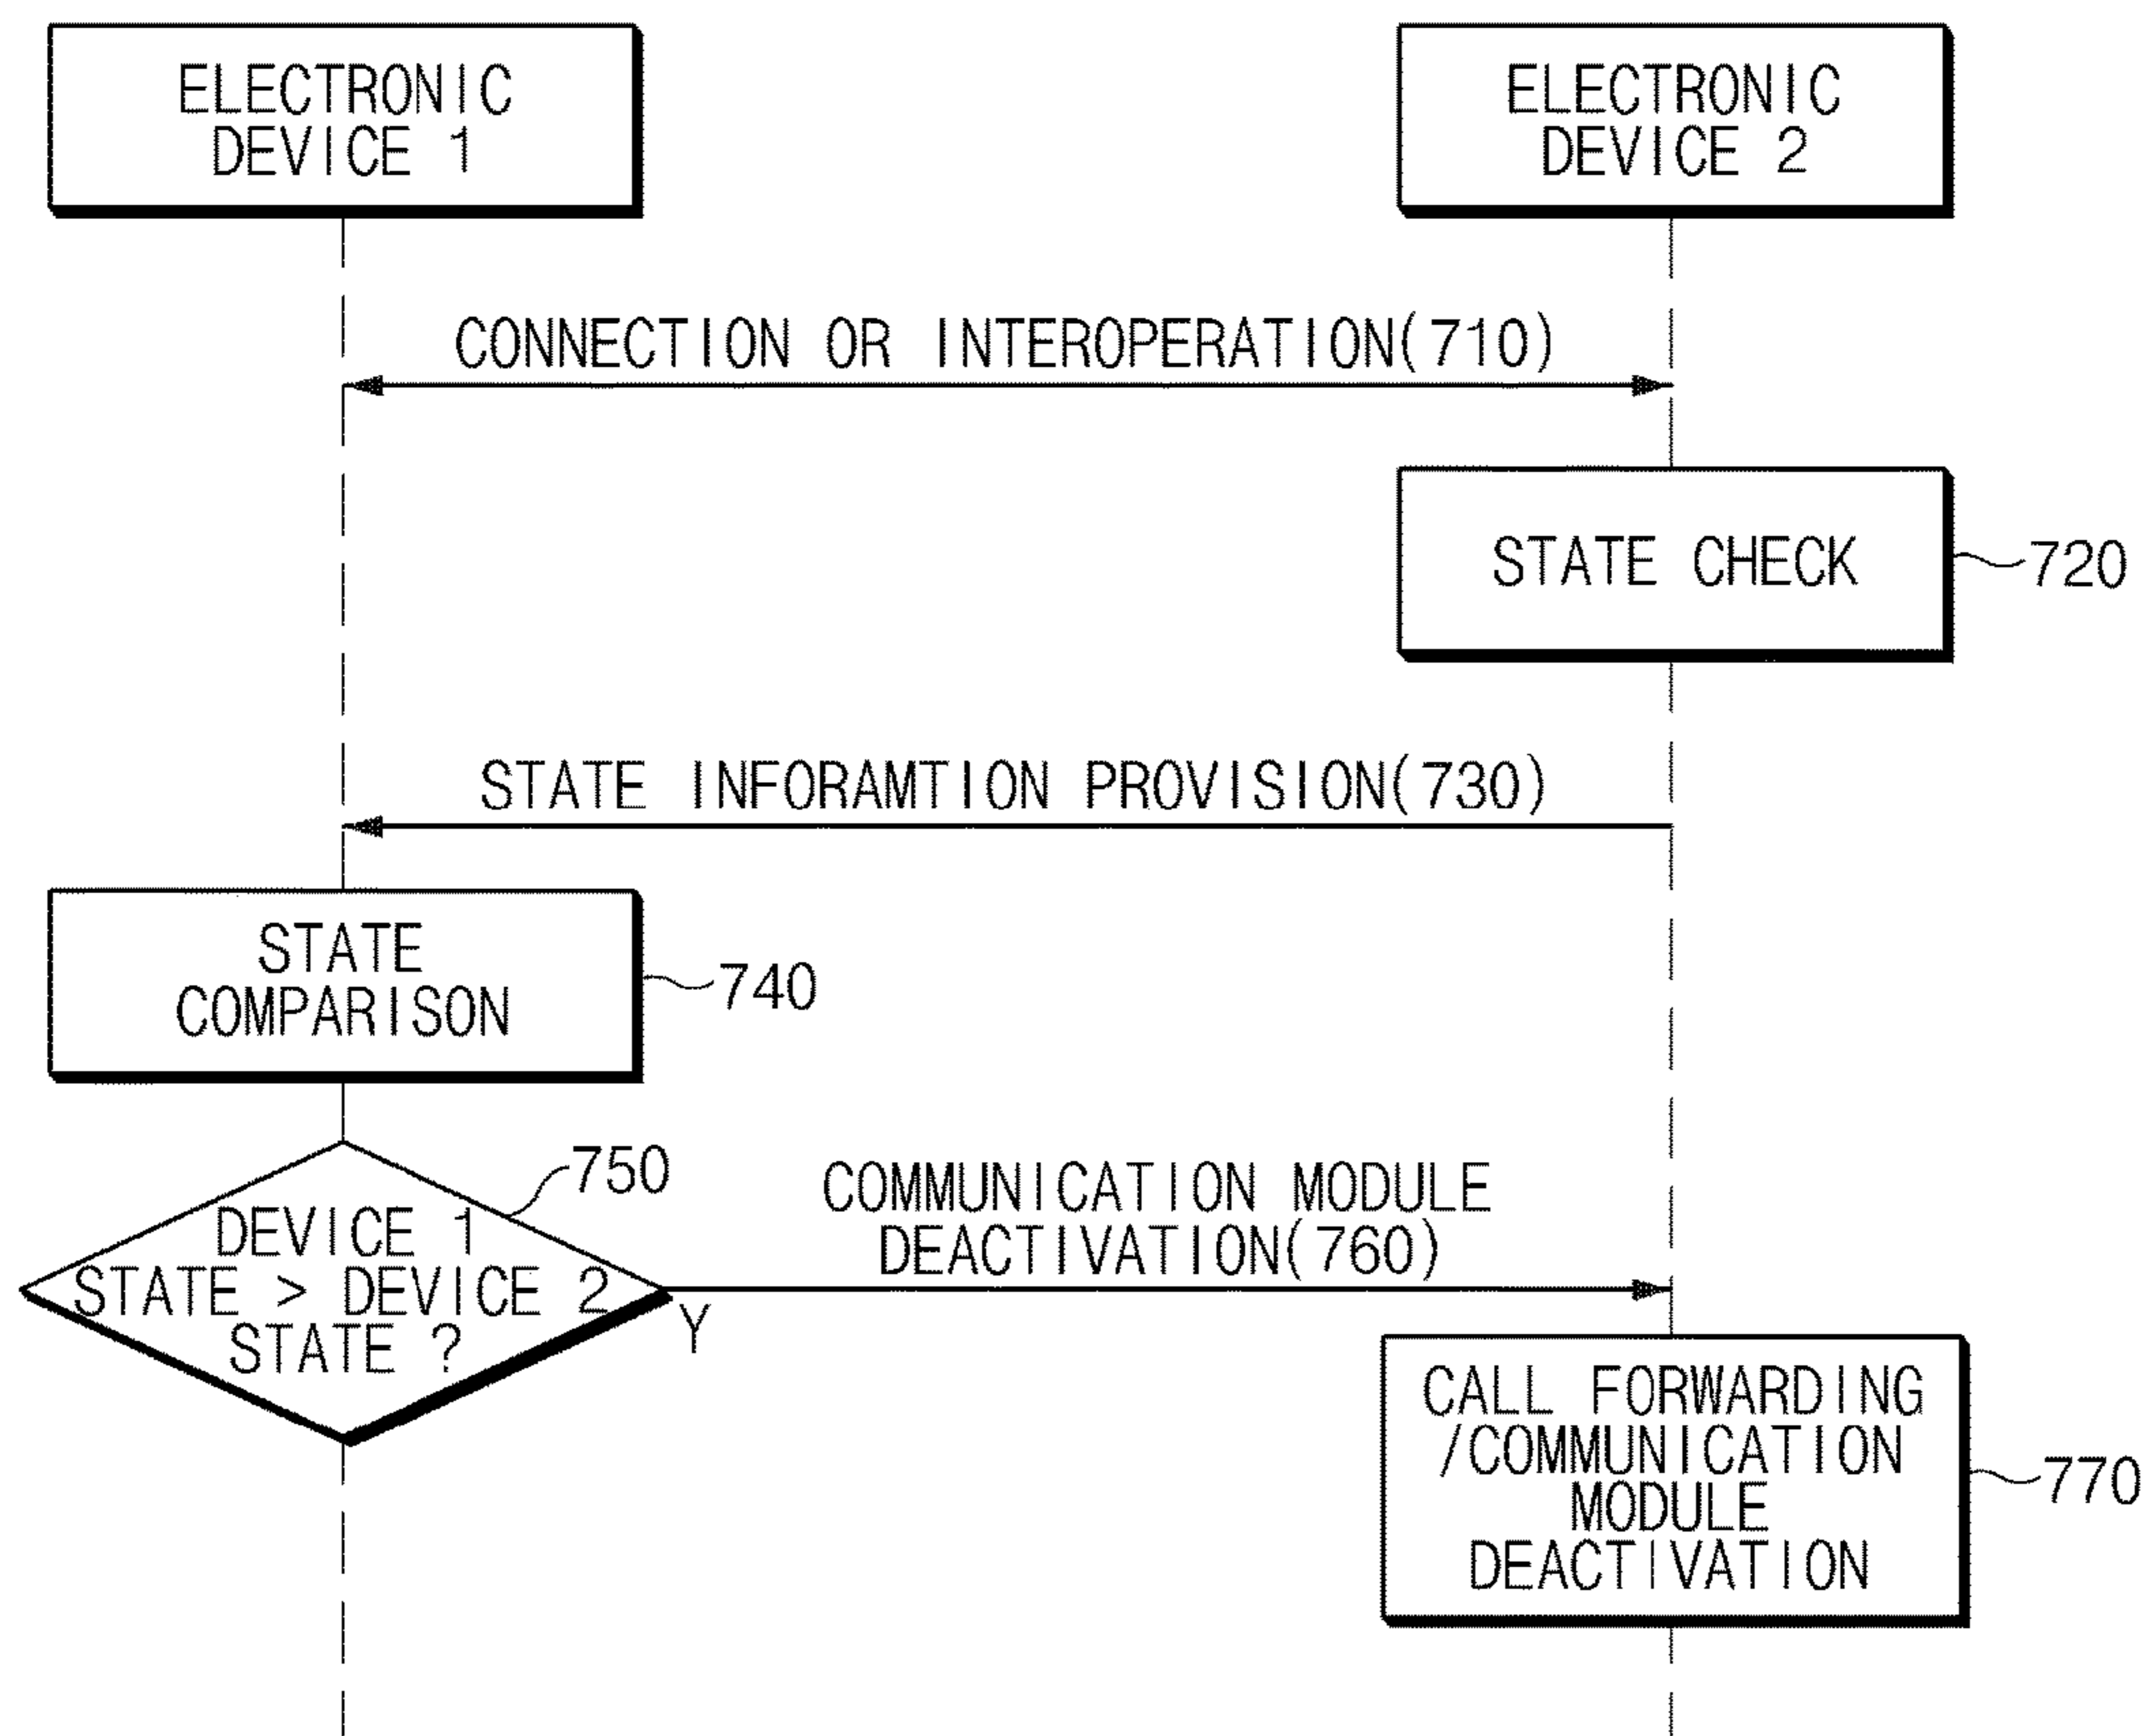 ELECTRONIC
DEVICE 1
ELECTRONIC
DEVICE 2
CONNECTION OR INTEROPERATION(710)
STATE CHECK
720
STATE INFORAMTION PROVISION(730)
STATE
COMPARISON
740
750
DEVICE 1
STATE > DEVICE 2
STATE ?
Y
COMMUNICATION MODULE
DEACTIVATION(760)
CALL FORWARDING
/COMMUNICATION
MODULE
DEACTIVATION
770